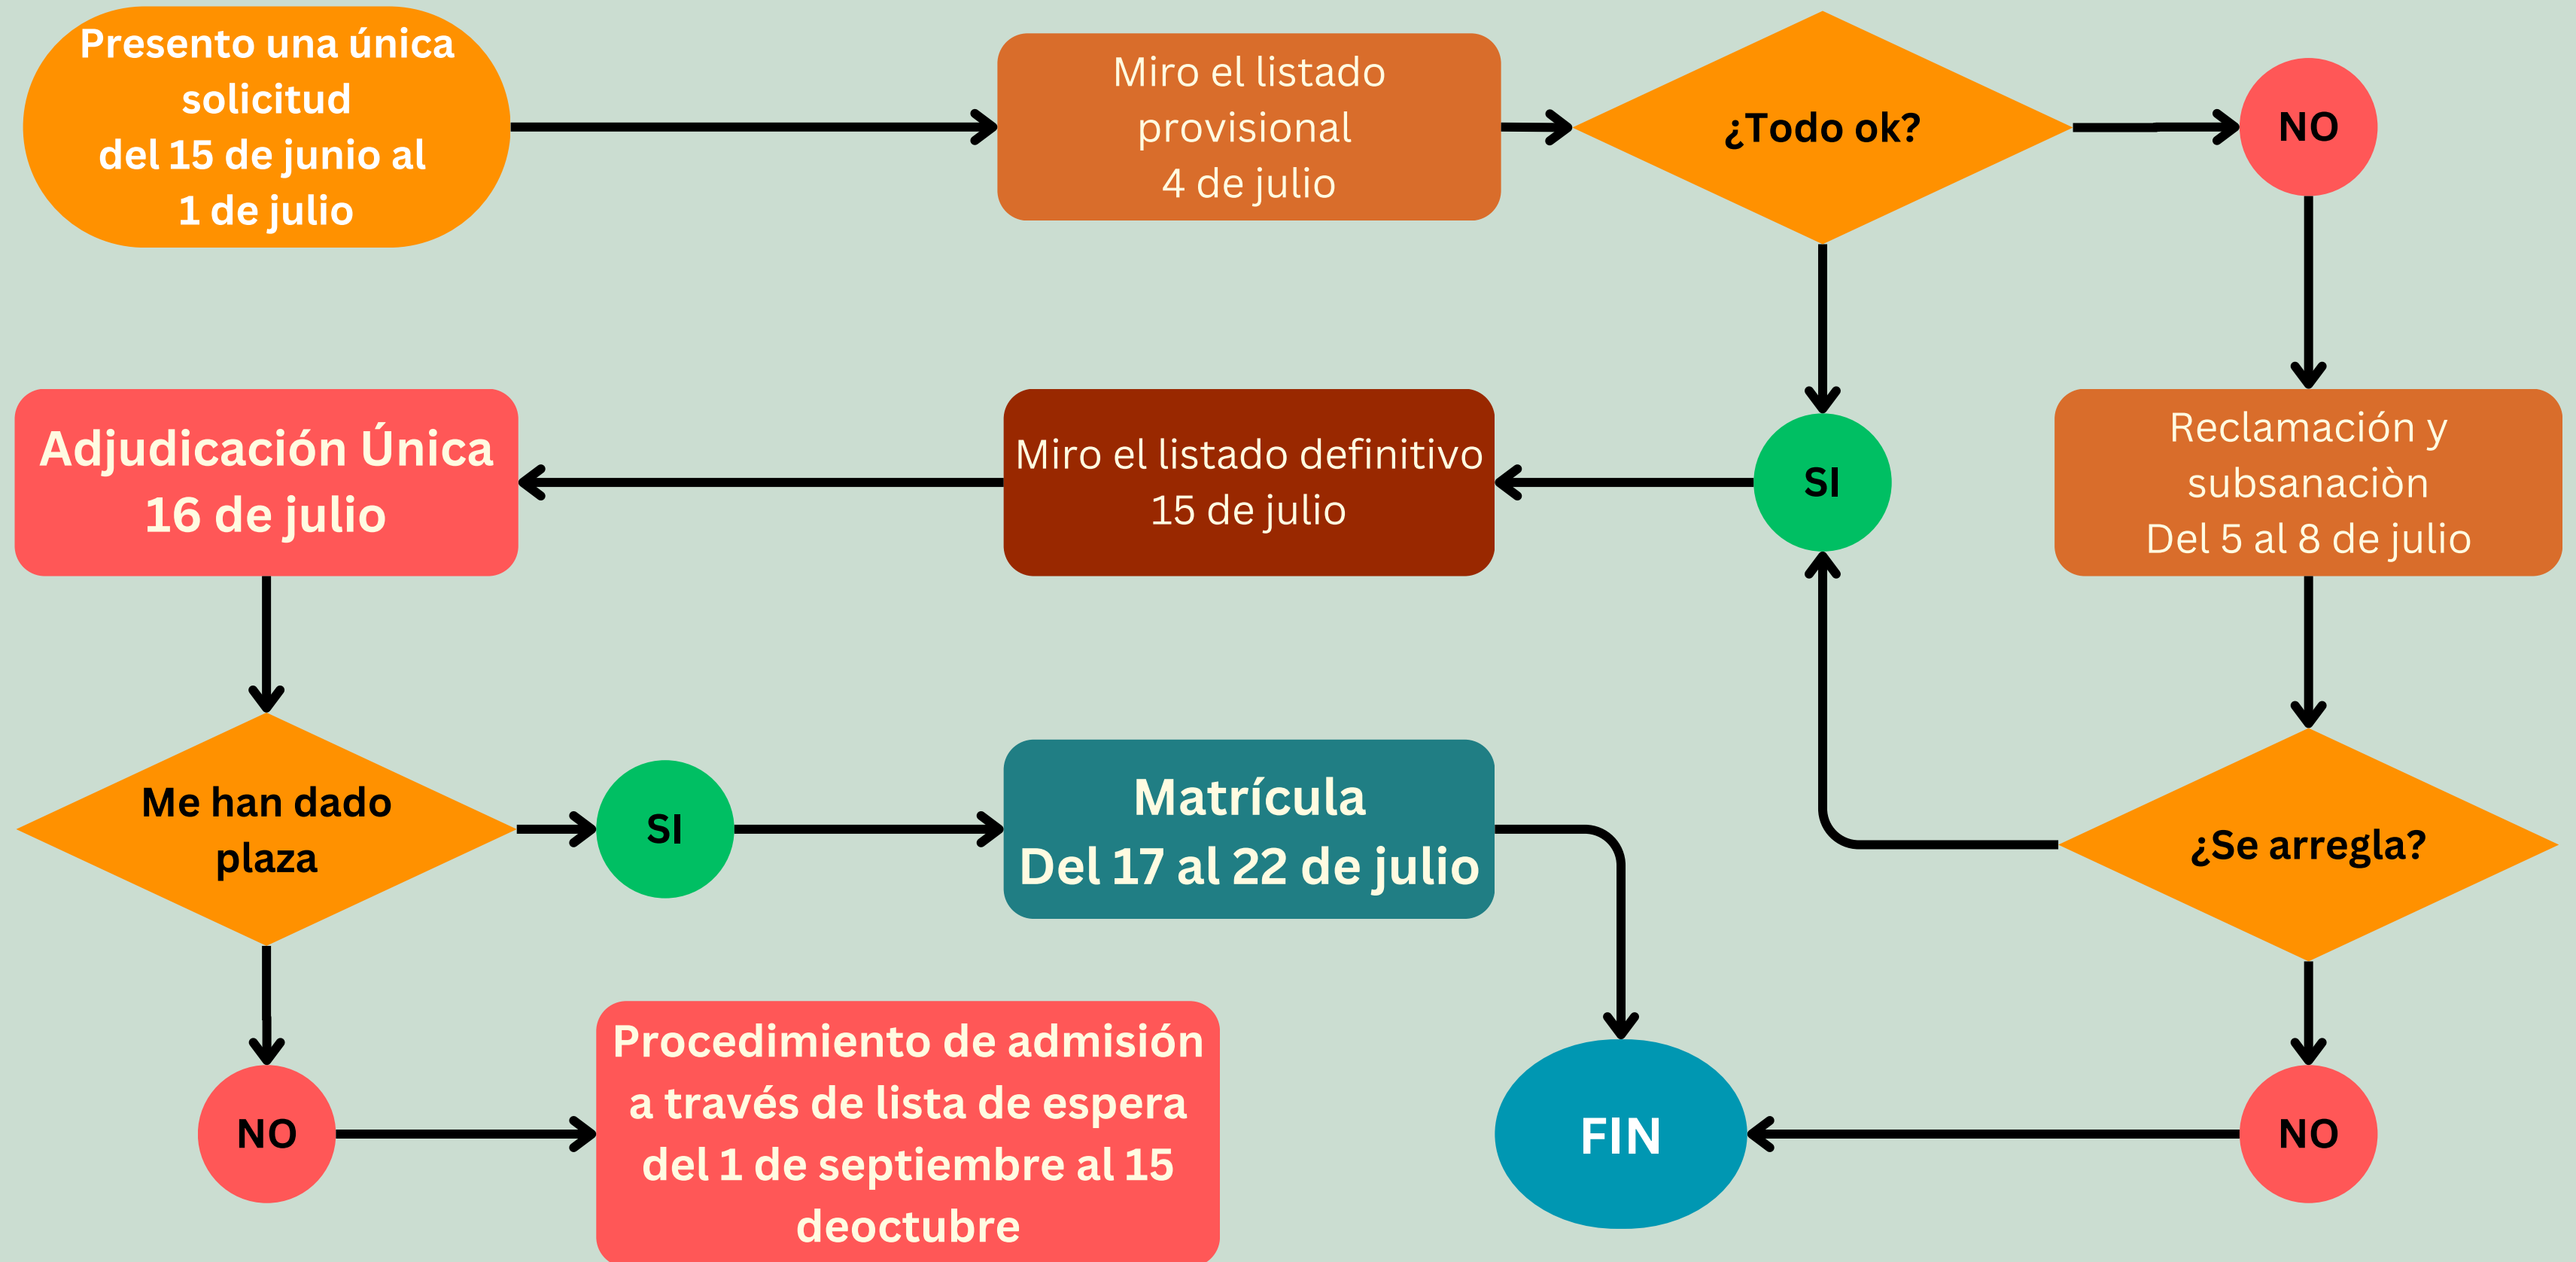 Presento una única
solicitud
del 15 de junio al
1 de julio
Miro el listado
provisional
4 de julio
¿Todo ok?
NO
Adjudicación Única
16 de julio
Miro el listado definitivo
15 de julio
SI
Reclamación y
subsanaciòn
Del 5 al 8 de julio
Me han dado
plaza
SI
Matrícula
Del 17 al 22 de julio
¿Se arregla?
NO
Procedimiento de admisión
a través de lista de espera
del 1 de septiembre al 15
deoctubre
FIN
NO